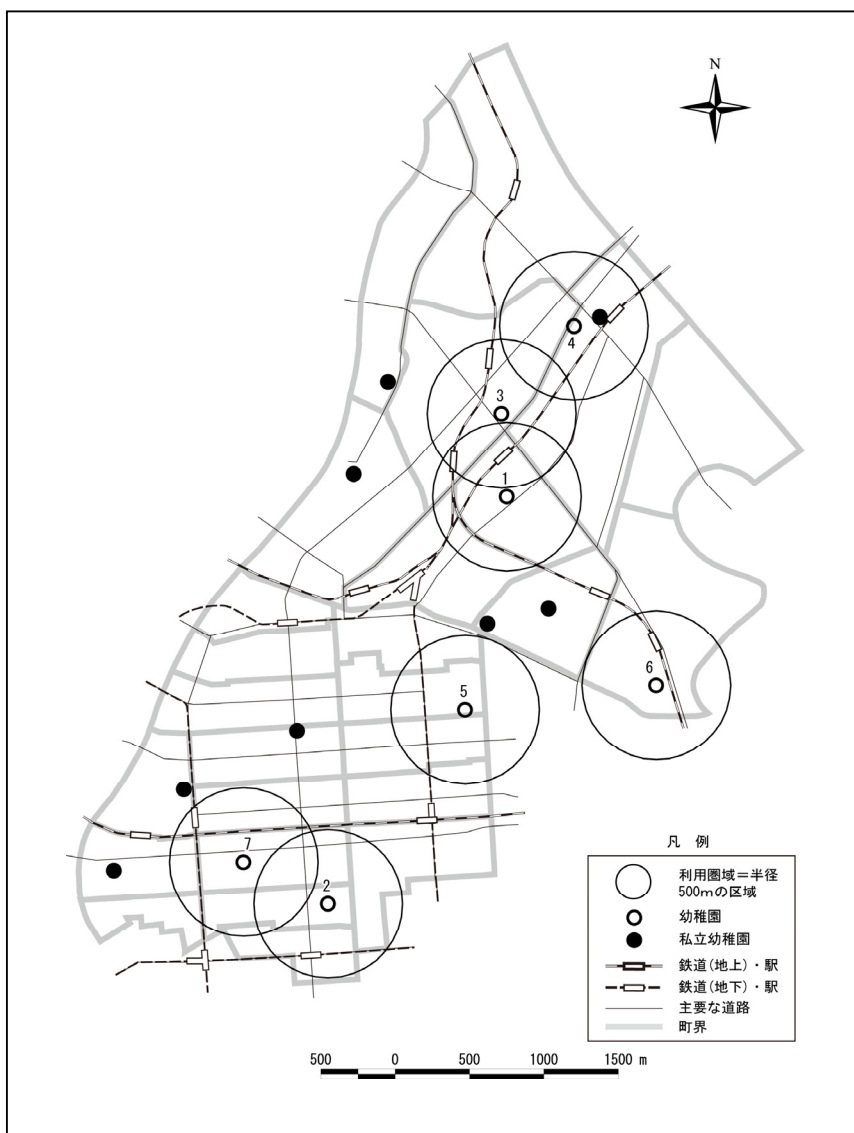 N
4
3
1
6
5
7
2
凡 例
利用圏域=半径
500mの区域
幼稚園
私立幼稚園
鉄道(地上)・駅
鉄道(地下)・駅
主要な道路
町界
500 0 500 1000 1500 m